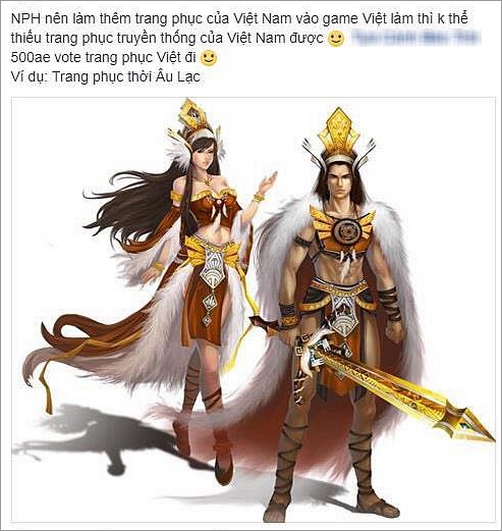 NPH nên làm thêm trang phục của Việt Nam vào game Việt làm thì k thể
thiếu trang phục truyền thống của Việt Nam được 🙂
500ae vote trang phục Việt đi 🙂
Ví dụ: Trang phục thời Âu Lạc